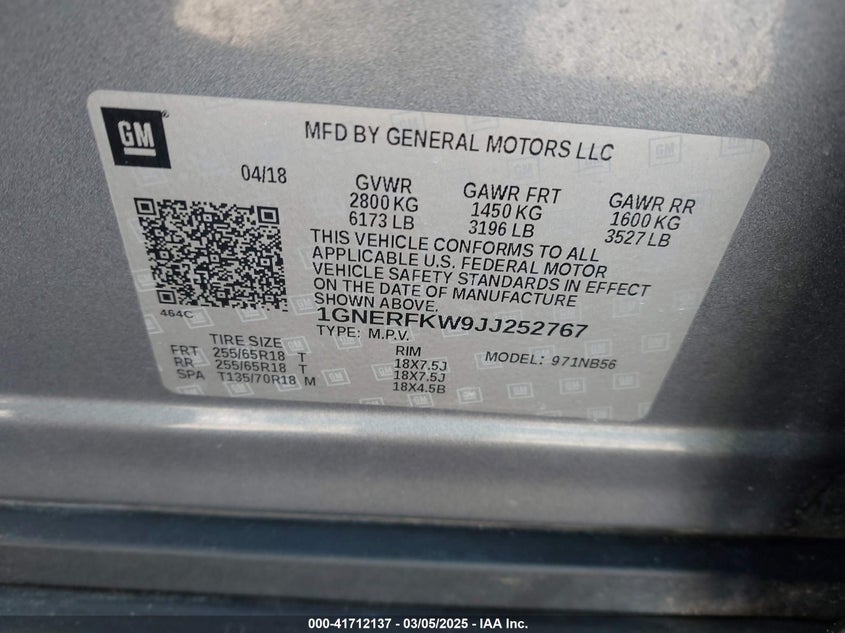 GM
MFD BY GENERAL MOTORS LLC
04/18
GVWR
2800 KG
6173 LB
GAWR FRT
1450 KG
3196 LB
GAWR RR
1600 KG
3527 LB
THIS VEHICLE CONFORMS TO ALL
APPLICABLE U.S. FEDERAL MOTOR
VEHICLE SAFETY STANDARDS IN EFFECT
ON THE DATE OF MANUFACTURE
SHOWN ABOVE.
464C
1GNERFKW9JJ252767
TYPE: M.P.V.
MODEL: 971NB56
TIRE SIZE
RIM
FRT 255/65R18 T 18X7.5J
RR 255/65R18 T 18X7.5J
SPA T135/70R18 M 18X4.5B
000-41712137 - 03/05/2025 - IAA Inc.